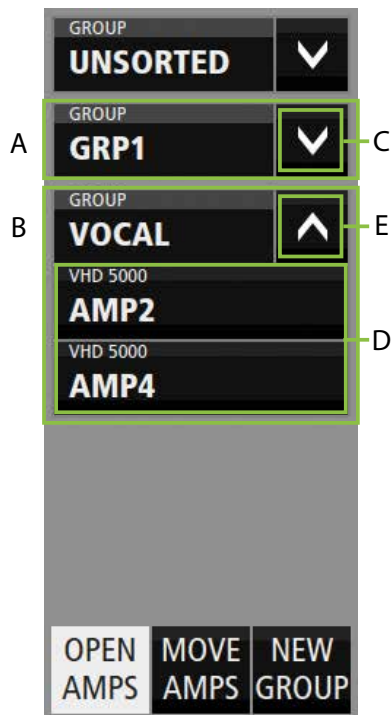 GROUP
UNSORTED
GROUP
A
GRP1
C
GROUP
B
VOCAL
E
VHD 5000
AMP2
D
VHD 5000
AMP4
OPEN AMPS
MOVE AMPS
NEW GROUP